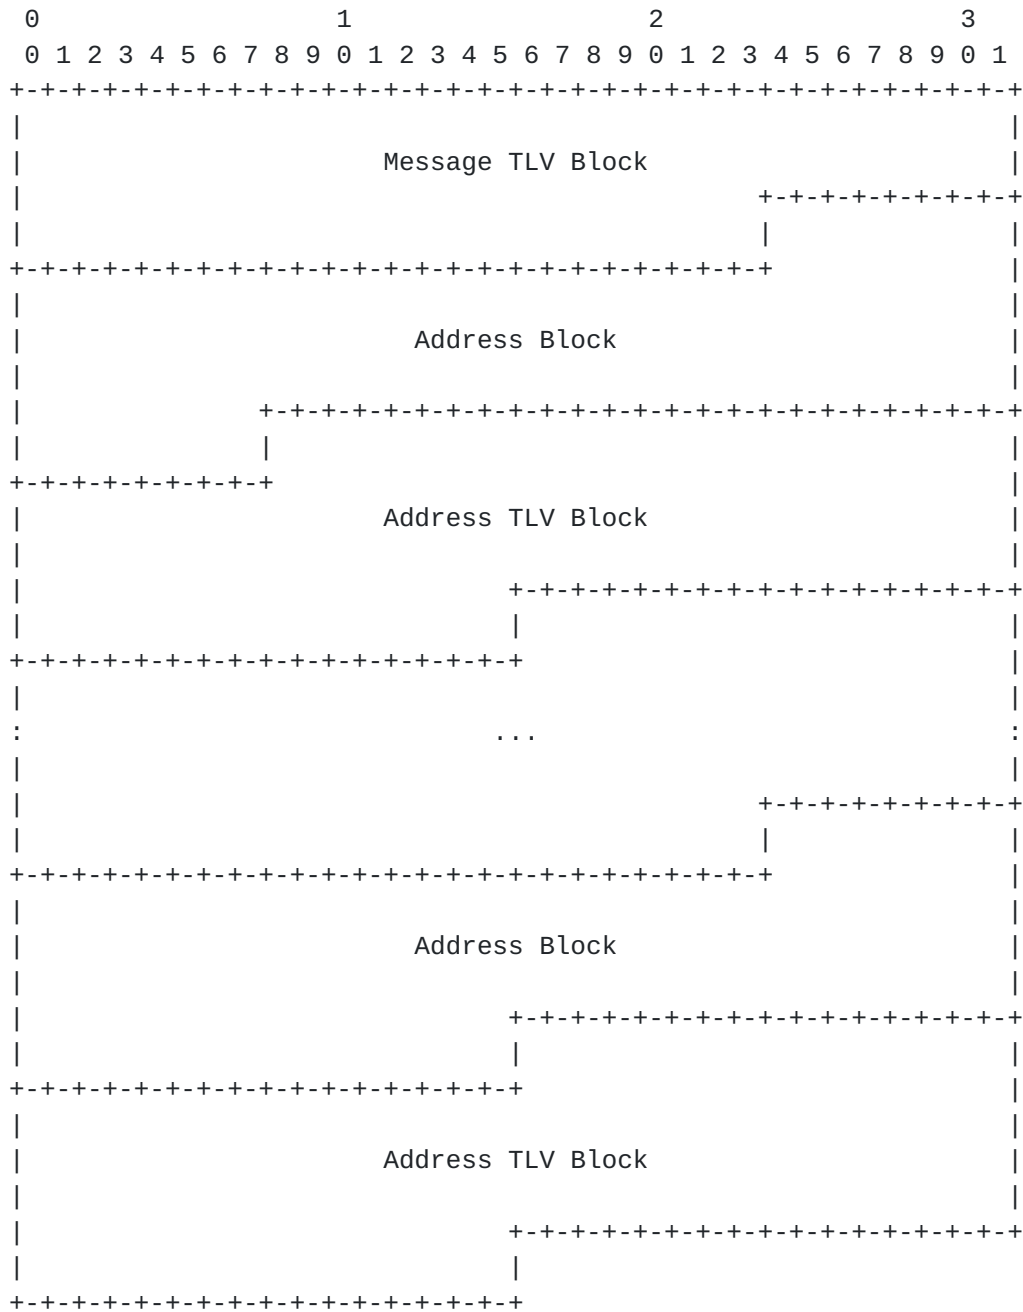 0                   1                   2                   3
 0 1 2 3 4 5 6 7 8 9 0 1 2 3 4 5 6 7 8 9 0 1 2 3 4 5 6 7 8 9 0 1
+-+-+-+-+-+-+-+-+-+-+-+-+-+-+-+-+-+-+-+-+-+-+-+-+-+-+-+-+-+-+-+-+
|                                                               |
|                       Message TLV Block                       |
|                                               +-+-+-+-+-+-+-+-+
|                                               |               |
+-+-+-+-+-+-+-+-+-+-+-+-+-+-+-+-+-+-+-+-+-+-+-+-+               |
|                                                               |
|                         Address Block                         |
|                                                               |
|               +-+-+-+-+-+-+-+-+-+-+-+-+-+-+-+-+-+-+-+-+-+-+-+-+
|               |                                               |
+-+-+-+-+-+-+-+-+                                               |
|                       Address TLV Block                       |
|                                                               |
|                               +-+-+-+-+-+-+-+-+-+-+-+-+-+-+-+-+
|                               |                               |
+-+-+-+-+-+-+-+-+-+-+-+-+-+-+-+-+                               |
|                                                               |
:                              ...                              :
|                                                               |
|                                               +-+-+-+-+-+-+-+-+
|                                               |               |
+-+-+-+-+-+-+-+-+-+-+-+-+-+-+-+-+-+-+-+-+-+-+-+-+               |
|                                                               |
|                         Address Block                         |
|                                                               |
|                               +-+-+-+-+-+-+-+-+-+-+-+-+-+-+-+-+
|                               |                               |
+-+-+-+-+-+-+-+-+-+-+-+-+-+-+-+-+                               |
|                                                               |
|                       Address TLV Block                       |
|                                                               |
|                               +-+-+-+-+-+-+-+-+-+-+-+-+-+-+-+-+
|                               |
+-+-+-+-+-+-+-+-+-+-+-+-+-+-+-+-+